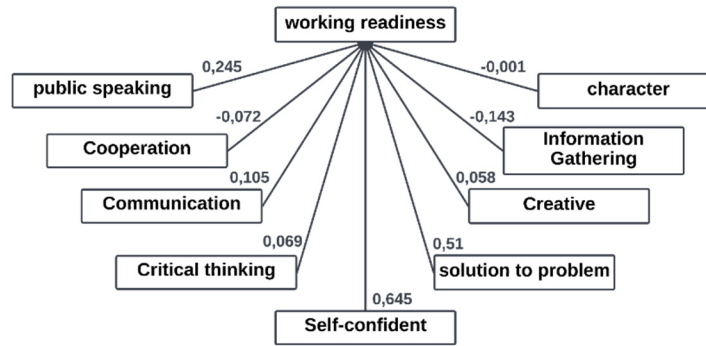 working readiness
0,245
-0,001
public speaking
character
-0,072
-0,143
Cooperation
Information
Gathering
0,105
0,058
Communication
Creative
0,069
0,51
Critical thinking
solution to problem
0,645
Self-confident